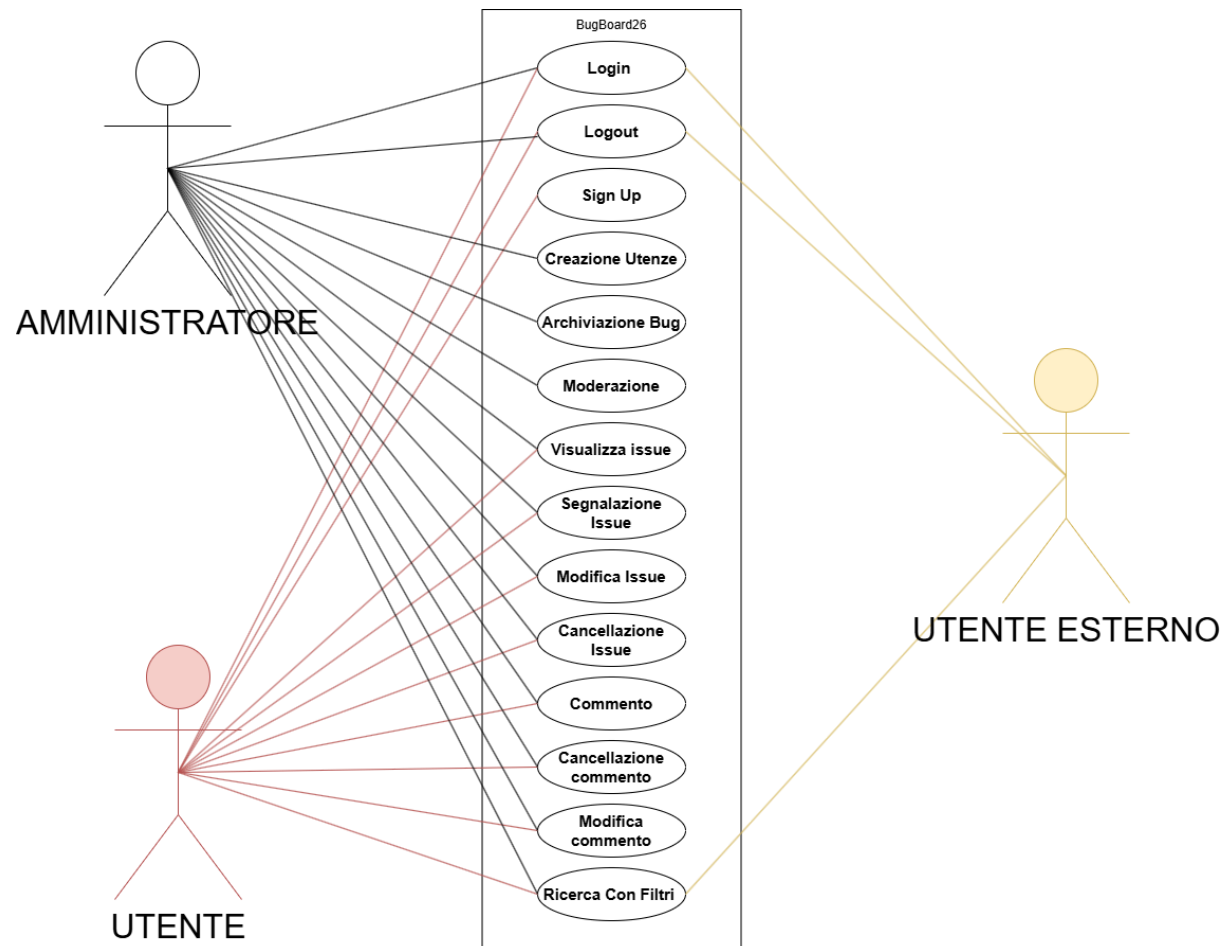 BugBoard26
Login
Logout
Sign Up
Creazione Utenze
Archiviazione Bug
Moderazione
Visualizza issue
Segnalazione
Issue
Modifica Issue
Cancellazione
Issue
Commento
Cancellazione
commento
Modifica
commento
Ricerca Con Filtri
AMMINISTRATORE
UTENTE
UTENTE ESTERNO